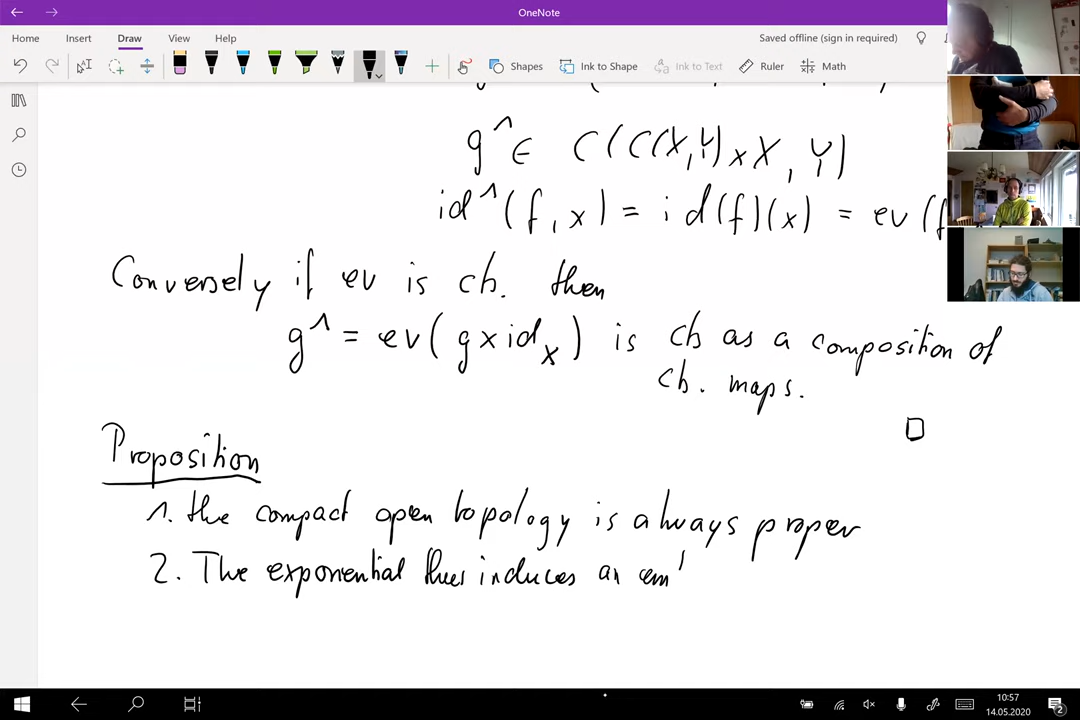 OneNote
Home Insert Draw View Help
Saved offline (sign in required)
Shapes Ink to Shape Ink to Text Ruler Math
g^ ∈ C(C(X,Y)×X, Y)
id^(f,x) = id(f)(x) = ev(f
Conversely if ev is cts. then
g^ = ev(g×id_X) is cts as a composition of
cts. maps.
□
Proposition
1. the compact open topology is always proper
2. The exponential thus induces an em
10:57
14.05.2020
2